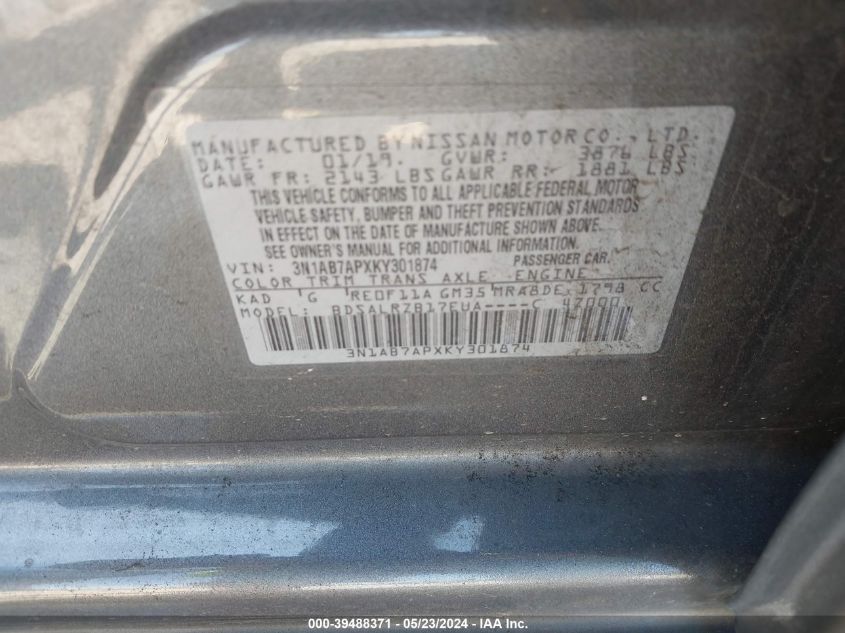 MANUFACTURED BY NISSAN MOTOR CO., LTD.
DATE: 01/19. GVWR: 3876 LBS
GAWR FR: 2143 LBS GAWR RR: 1881 LBS
THIS VEHICLE CONFORMS TO ALL APPLICABLE FEDERAL MOTOR
VEHICLE SAFETY, BUMPER AND THEFT PREVENTION STANDARDS
IN EFFECT ON THE DATE OF MANUFACTURE SHOWN ABOVE.
SEE OWNER'S MANUAL FOR ADDITIONAL INFORMATION.
VIN: 3N1AB7APXKY301874 PASSENGER CAR.
COLOR TRIM TRANS AXLE ENGINE
KAD G RE0F11A GM35 MRA8DE 1798 CC
MODEL: BDSALRZB17EUA----C 47000
3N1AB7APXKY301874
000-39488371 / 05/23/2024 / © IAA, Inc.